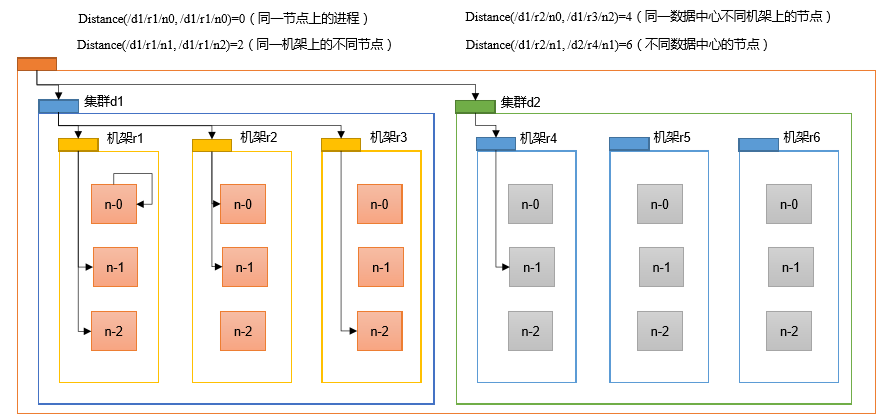 Distance(/d1/r1/n0, /d1/r1/n0)=0（同一节点上的进程）
Distance(/d1/r2/n0, /d1/r3/n2)=4（同一数据中心不同机架上的节点）
Distance(/d1/r1/n1, /d1/r1/n2)=2（同一机架上的不同节点）
Distance(/d1/r2/n1, /d2/r4/n1)=6（不同数据中心的节点）
集群d1
集群d2
机架r1
机架r2
机架r3
机架r4
机架r5
机架r6
n-0
n-0
n-0
n-0
n-0
n-0
n-1
n-1
n-1
n-1
n-1
n-1
n-2
n-2
n-2
n-2
n-2
n-2